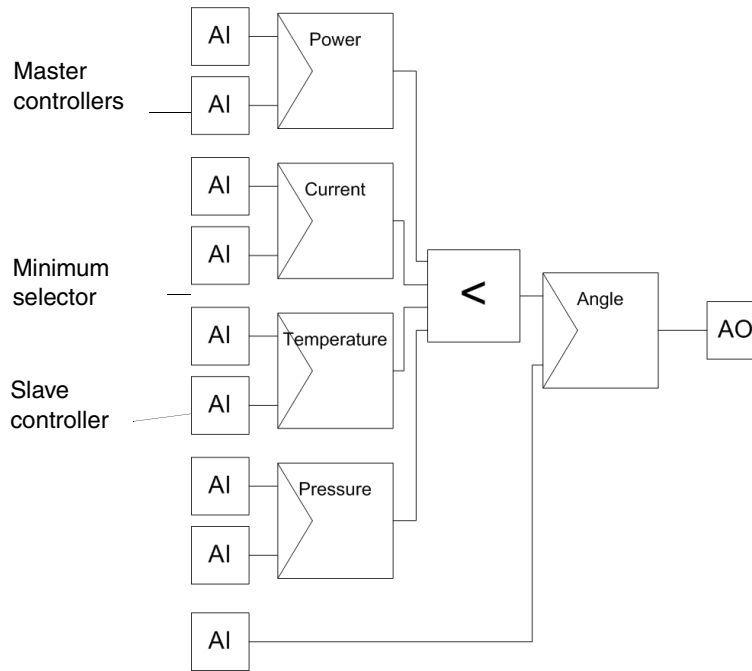 AI
Power
Master
controllers
AI
AI
Current
AI
Minimum
selector
<
Angle
AI
Temperature
AO
Slave
controller
AI
AI
Pressure
AI
AI